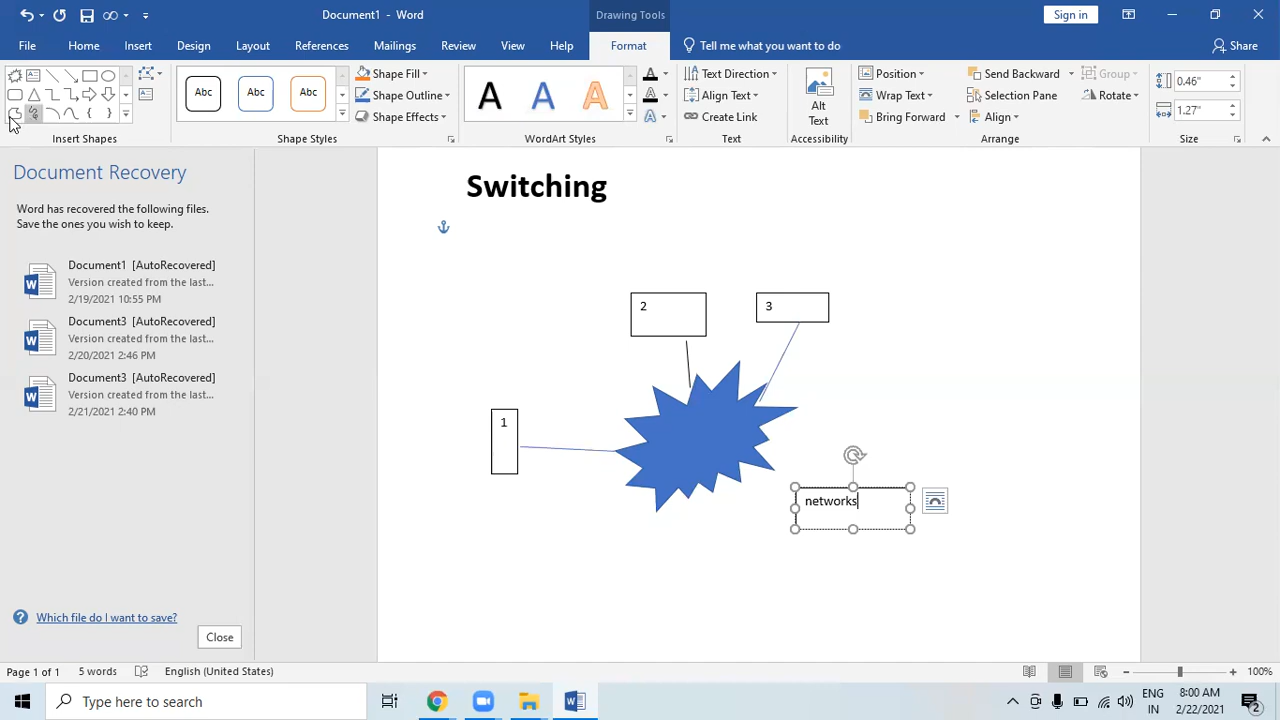 Document1 - Word
Drawing Tools
Sign in
File
Home
Insert
Design
Layout
References
Mailings
Review
View
Help
Format
Tell me what you want to do
Share
Abc
Abc
Abc
Shape Fill
Shape Outline
Shape Effects
A
A
A
Text Direction
Align Text
Create Link
Alt
Text
Position
Wrap Text
Bring Forward
Send Backward
Selection Pane
Align
Group
Rotate
0.46"
1.27"
Insert Shapes
Shape Styles
WordArt Styles
Text
Accessibility
Arrange
Size
Document Recovery
Word has recovered the following files.
Save the ones you wish to keep.
Document1 [AutoRecovered]
Version created from the last...
2/19/2021 10:55 PM
Document3 [AutoRecovered]
Version created from the last...
2/20/2021 2:46 PM
Document3 [AutoRecovered]
Version created from the last...
2/21/2021 2:40 PM
Which file do I want to save?
Close
Switching
2
3
1
networks
Page 1 of 1
5 words
English (United States)
100%
Type here to search
ENG
IN
8:00 AM
2/22/2021
2